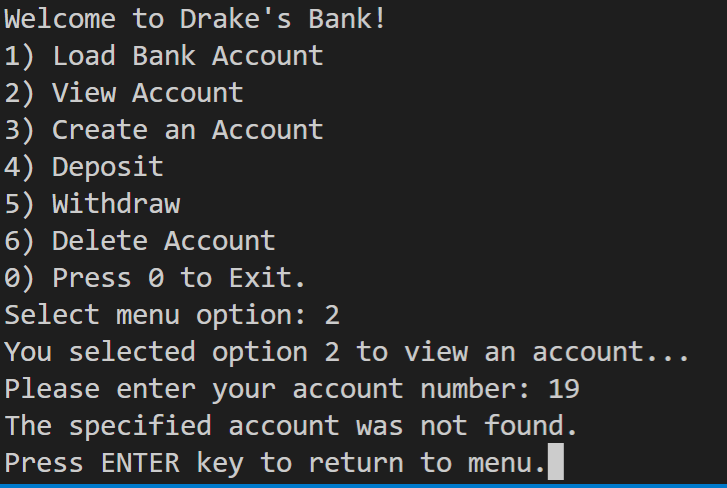 Welcome to Drake's Bank!
1) Load Bank Account
2) View Account
3) Create an Account
4) Deposit
5) Withdraw
6) Delete Account
0) Press 0 to Exit.
Select menu option: 2
You selected option 2 to view an account...
Please enter your account number: 19
The specified account was not found.
Press ENTER key to return to menu.